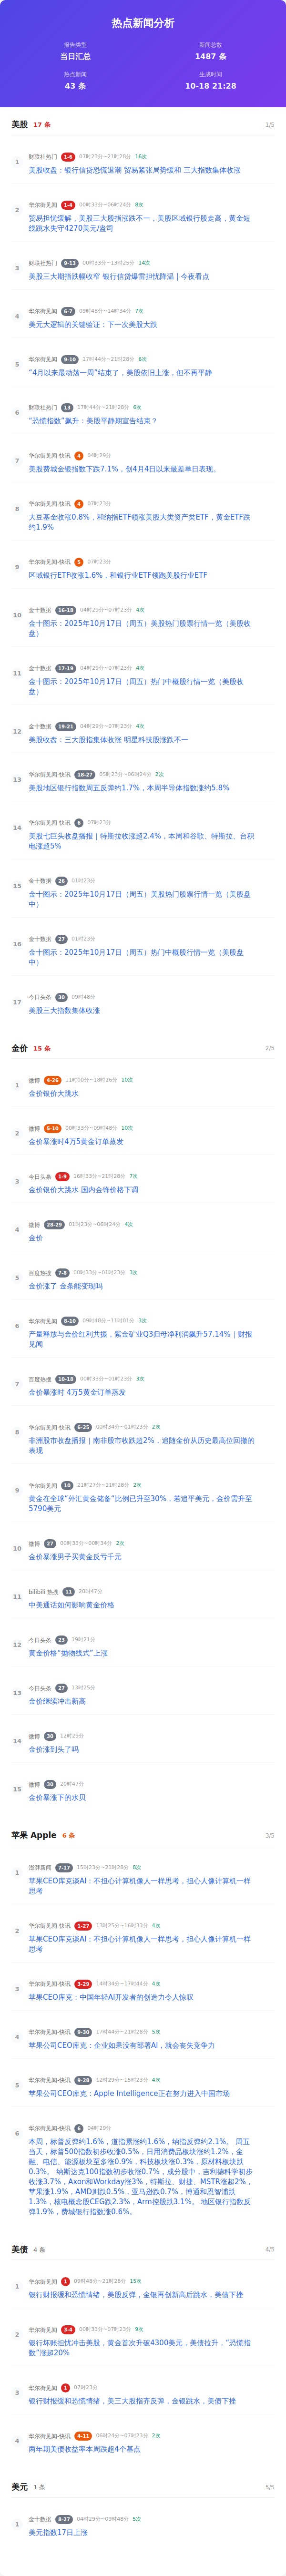 热点新闻分析
报告类型
新闻总数
当日汇总
1487 条
热点新闻
生成时间
43 条
10-18 21:28
美股 17 条 1/5
1 财联社热门 1-6 07时23分~21时28分 16次
美股收盘：银行信贷恐慌退潮 贸易紧张局势缓和 三大指数集体收涨
2 华尔街见闻 1-4 00时33分~06时24分 8次
贸易担忧缓解，美股三大股指涨跌不一，美股区域银行股走高，黄金短
线跳水失守4270美元/盎司
3 财联社热门 9-13 00时33分~13时25分 14次
美股三大期指跌幅收窄 银行信贷爆雷担忧降温 | 今夜看点
4 华尔街见闻 6-7 09时48分~14时34分 7次
美元大逻辑的关键验证：下一次美股大跌
5 华尔街见闻 9-10 17时44分~21时28分 6次
“4月以来最动荡一周”结束了，美股依旧上涨，但不再平静
6 财联社热门 13 17时44分~21时28分 6次
“恐慌指数”飙升：美股平静期宣告结束？
7 华尔街见闻-快讯 4 04时29分
美股费城金银指数下跌7.1%，创4月4日以来最差单日表现。
8 华尔街见闻-快讯 4 07时23分
大豆基金收涨0.8%，和纳指ETF领涨美股大类资产类ETF，黄金ETF跌
约1.9%
9 华尔街见闻-快讯 5 07时23分
区域银行ETF收涨1.6%，和银行业ETF领跑美股行业ETF
10 金十数据 16-18 04时29分~07时23分 4次
金十图示：2025年10月17日（周五）美股热门股票行情一览（美股收
盘）
11 金十数据 17-19 04时29分~07时23分 4次
金十图示：2025年10月17日（周五）热门中概股行情一览（美股收
盘）
12 金十数据 19-21 04时29分~07时23分 4次
美股收盘：三大股指集体收涨 明星科技股涨跌不一
13 华尔街见闻-快讯 18-27 05时23分~06时24分 2次
美股地区银行指数周五反弹约1.7%，本周半导体指数涨约5.8%
14 华尔街见闻-快讯 6 07时23分
美股七巨头收盘播报｜特斯拉收涨超2.4%，本周和谷歌、特斯拉、台积
电涨超5%
15 金十数据 26 01时23分
金十图示：2025年10月17日（周五）美股热门股票行情一览（美股盘
中）
16 金十数据 27 01时23分
金十图示：2025年10月17日（周五）热门中概股行情一览（美股盘
中）
17 今日头条 30 09时48分
美股三大指数集体收涨
金价 15 条 2/5
1 微博 4-26 11时00分~19时26分 10次
金价银价大跳水
2 微博 5-10 00时33分~09时48分 10次
金价暴涨时4万5黄金订单蒸发
3 今日头条 1-9 16时33分~21时28分 7次
金价银价大跳水 国内金饰价格下调
4 微博 28-29 01时23分~06时24分 4次
金价
5 百度热搜 7-8 00时33分~01时23分 3次
金价涨了 金条能变现吗
6 华尔街见闻 8-10 09时48分~11时01分 3次
产量释放与金价红利共振，紫金矿业Q3归母净利润飙升57.14%｜财报
见闻
7 百度热搜 10-18 00时33分~01时23分 3次
金价暴涨时 4万5黄金订单蒸发
8 华尔街见闻-快讯 6-25 00时34分~01时23分 2次
非洲股市收盘播报｜南非股市收跌超2%，追随金价从历史最高位回撤的
表现
9 华尔街见闻 10 21时27分~21时28分 2次
黄金在全球“外汇黄金储备”比例已升至30%，若追平美元，金价需升至
5790美元
10 微博 27 00时33分~00时34分 2次
金价暴涨男子买黄金反亏千元
11 bilibili 热搜 11 20时47分
中美通话如何影响黄金价格
12 今日头条 23 19时21分
黄金价格“抛物线式”上涨
13 今日头条 27 13时25分
金价继续冲击新高
14 微博 30 12时29分
金价涨到头了吗
15 微博 30 20时47分
金价暴涨下的水贝
苹果 Apple 6 条 3/5
1 澎湃新闻 7-17 15时23分~21时28分 8次
苹果CEO库克谈AI：不担心计算机像人一样思考，担心人像计算机一样
思考
2 华尔街见闻-快讯 1-27 13时25分~16时33分 4次
苹果CEO库克谈AI：不担心计算机像人一样思考，担心人像计算机一样
思考
3 华尔街见闻-快讯 3-29 14时34分~17时44分 4次
苹果CEO库克：中国年轻AI开发者的创造力令人惊叹
4 华尔街见闻-快讯 9-30 17时44分~21时28分 5次
苹果公司CEO库克：企业如果没有部署AI，就会丧失竞争力
5 华尔街见闻-快讯 9-28 12时29分~15时23分 4次
苹果公司CEO库克：Apple Intelligence正在努力进入中国市场
6 华尔街见闻-快讯 6 04时29分
本周，标普反弹约1.6%，道指累涨约1.6%，纳指反弹约2.1%。 周五
当天，标普500指数初步收涨0.5%，日用消费品板块涨约1.2%，金
融、电信、能源板块至多涨0.9%，科技板块涨0.3%，原材料板块跌
0.3%。 纳斯达克100指数初步收涨0.7%，成分股中，吉利德科学初步
收涨3.7%，Axon和Workday涨3%，特斯拉、财捷、MSTR涨超2%，
苹果涨1.9%，AMD则跌0.5%，亚马逊跌0.7%，博通和恩智浦跌
1.3%，核电概念股CEG跌2.3%，Arm控股跌3.1%。 地区银行指数反
弹1.9%，费城银行指数涨0.6%。
美债 4 条 4/5
1 华尔街见闻 1 09时48分~21时28分 15次
银行财报缓和恐慌情绪，美股反弹，金银再创新高后跳水，美债下挫
2 华尔街见闻 3-4 00时33分~07时23分 9次
银行坏账担忧冲击美股，黄金首次升破4300美元，美债拉升，“恐慌指
数”涨超20%
3 华尔街见闻 1 07时23分
银行财报缓和恐慌情绪，美三大股指齐反弹，金银跳水，美债下挫
4 华尔街见闻-快讯 4-11 06时24分~07时23分 2次
两年期美债收益率本周跌超4个基点
美元 1 条 5/5
1 金十数据 8-27 04时29分~09时48分 5次
美元指数17日上涨